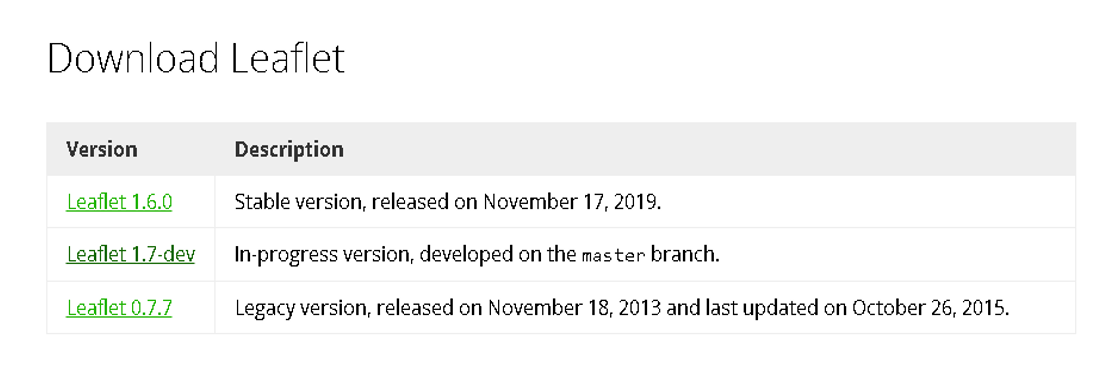 Download Leaflet
Version Description
Leaflet 1.6.0 Stable version, released on November 17, 2019.
Leaflet 1.7-dev In-progress version, developed on the master branch.
Leaflet 0.7.7 Legacy version, released on November 18, 2013 and last updated on October 26, 2015.